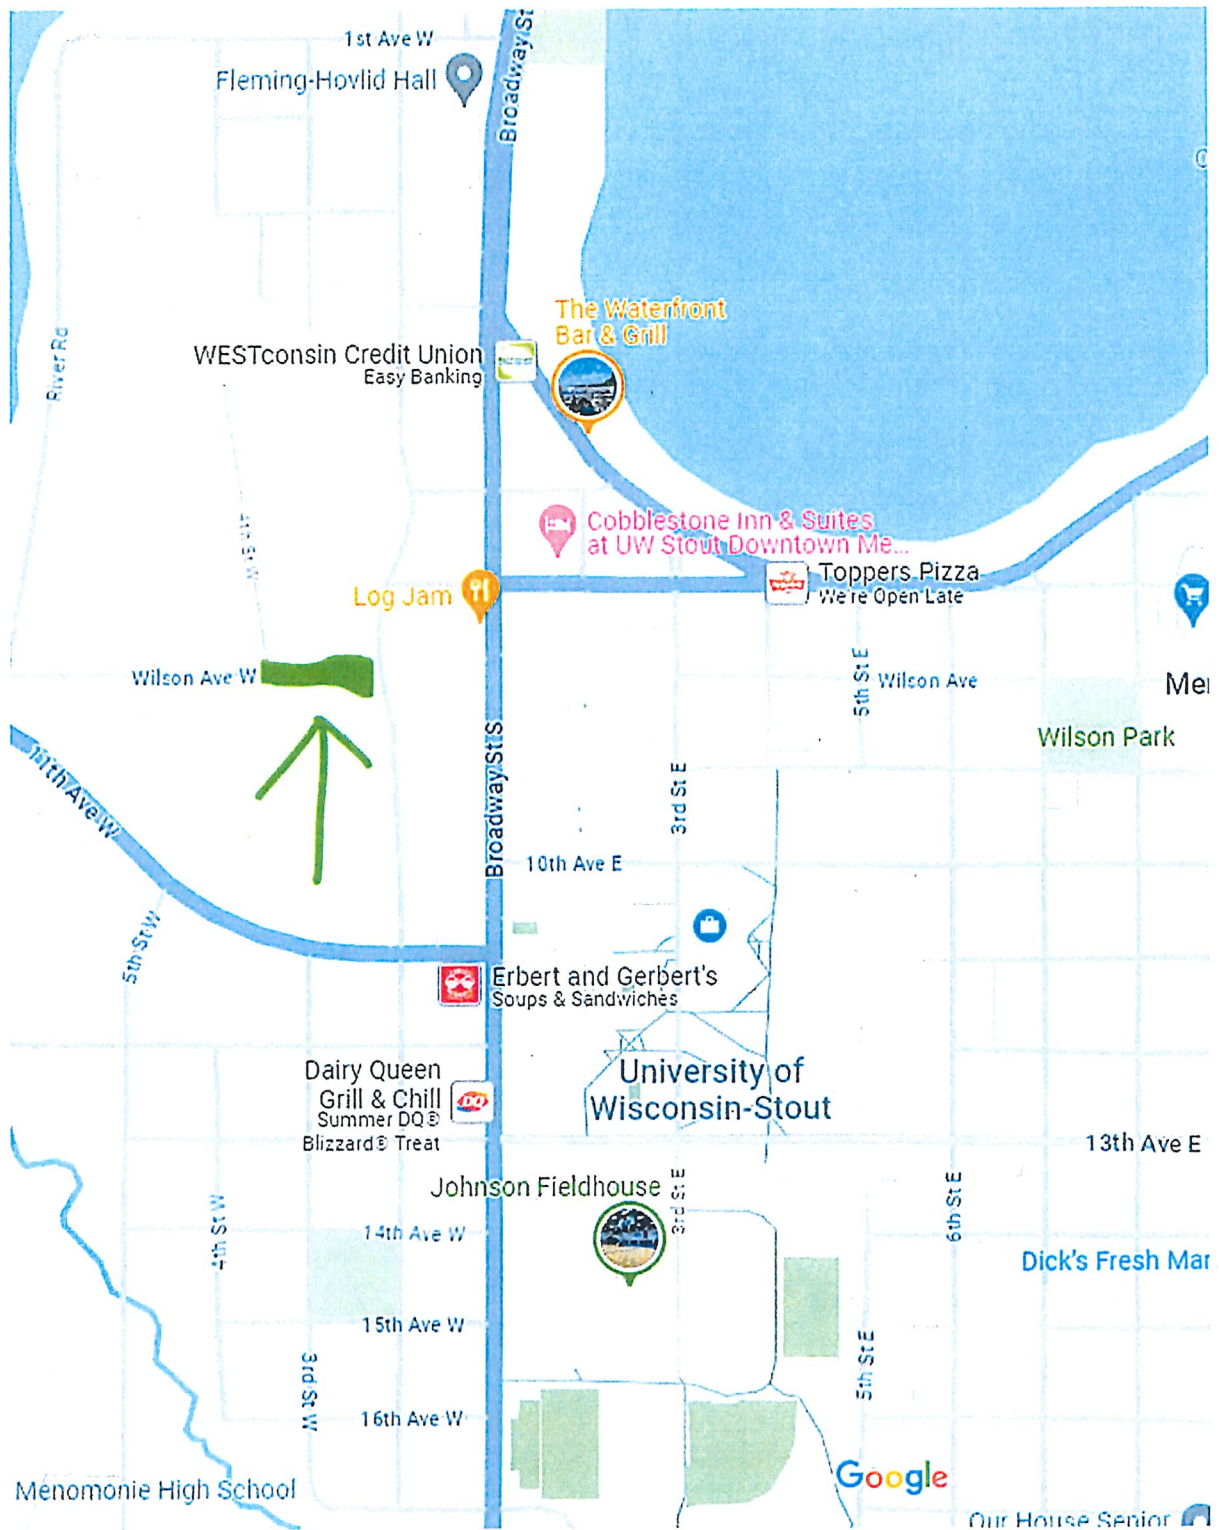 1st Ave W
Fleming-Hovlid Hall
Broadway St
The Waterfront
Bar & Grill
River Rd
WESTconsin Credit Union
Easy Banking
Cobblestone Inn & Suites
at UW Stout Downtown Me...
Toppers Pizza
We're Open Late
Log Jam
Wilson Ave W
5th St E
Wilson Ave
Mer
Wilson Park
11th Ave W
Broadway St S
3rd St E
10th Ave E
5th St W
Erbert and Gerbert's
Soups & Sandwiches
Dairy Queen
Grill & Chill
Summer DQ®
Blizzard® Treat
University of
Wisconsin-Stout
13th Ave E
Johnson Fieldhouse
3rd St E
4th St W
14th Ave W
6th St E
Dick's Fresh Mar
15th Ave W
3rd St W
5th St E
16th Ave W
Menomonie High School
Google
Our House Senior